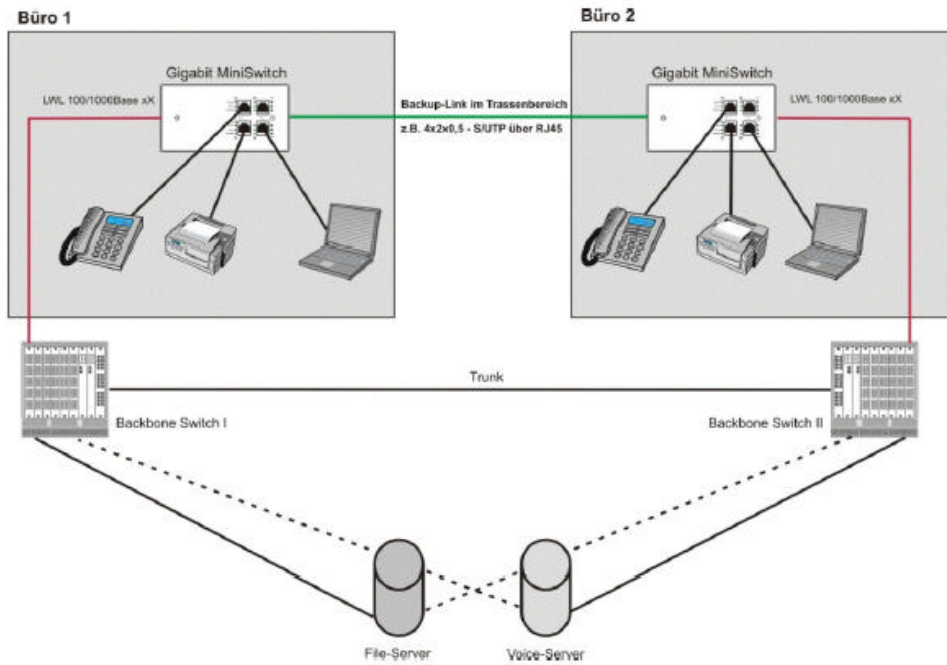 Büro 1
Büro 2
Gigabit MiniSwitch
Gigabit MiniSwitch
LWL 100/1000Base xX
Backup-Link im Trassenbereich
LWL 100/1000Base xX
z.B. 4x2x0,5 - S/UTP über RJ45
Trunk
Backbone Switch I
Backbone Switch II
File-Server
Voice-Server